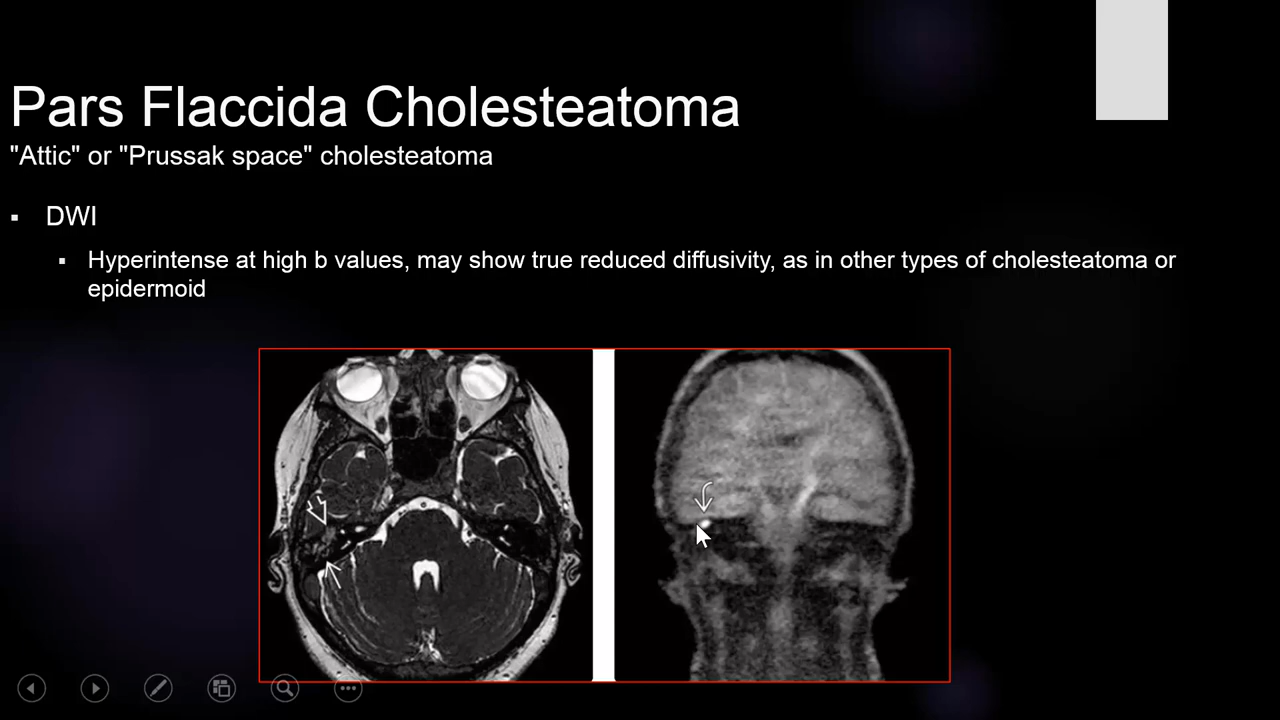 Pars Flaccida Cholesteatoma
"Attic" or "Prussak space" cholesteatoma
▪ DWI
▪ Hyperintense at high b values, may show true reduced diffusivity, as in other types of cholesteatoma or
epidermoid